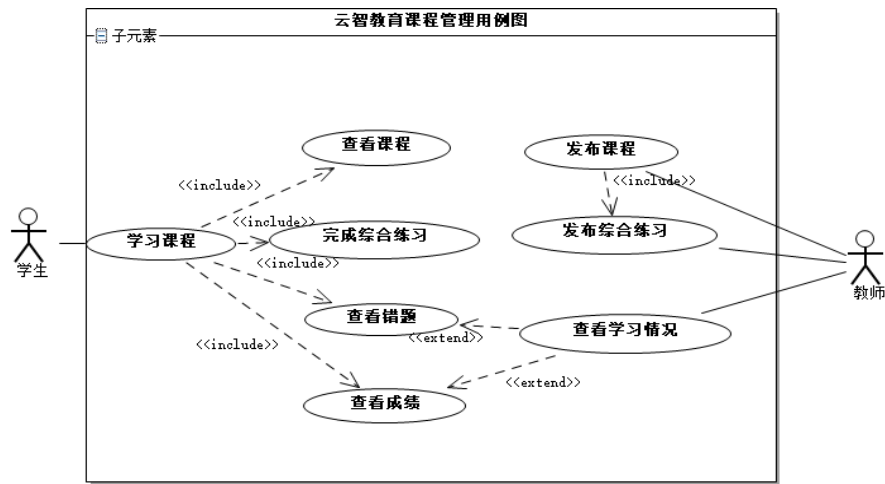 云智教育课程管理用例图
子元素
查看课程
发布课程
<<include>>
<<include>>
<<include>>
学习课程
完成综合练习
发布综合练习
学生
<<include>>
教师
查看错题
查看学习情况
<<extend>>
<<include>>
<<extend>>
查看成绩